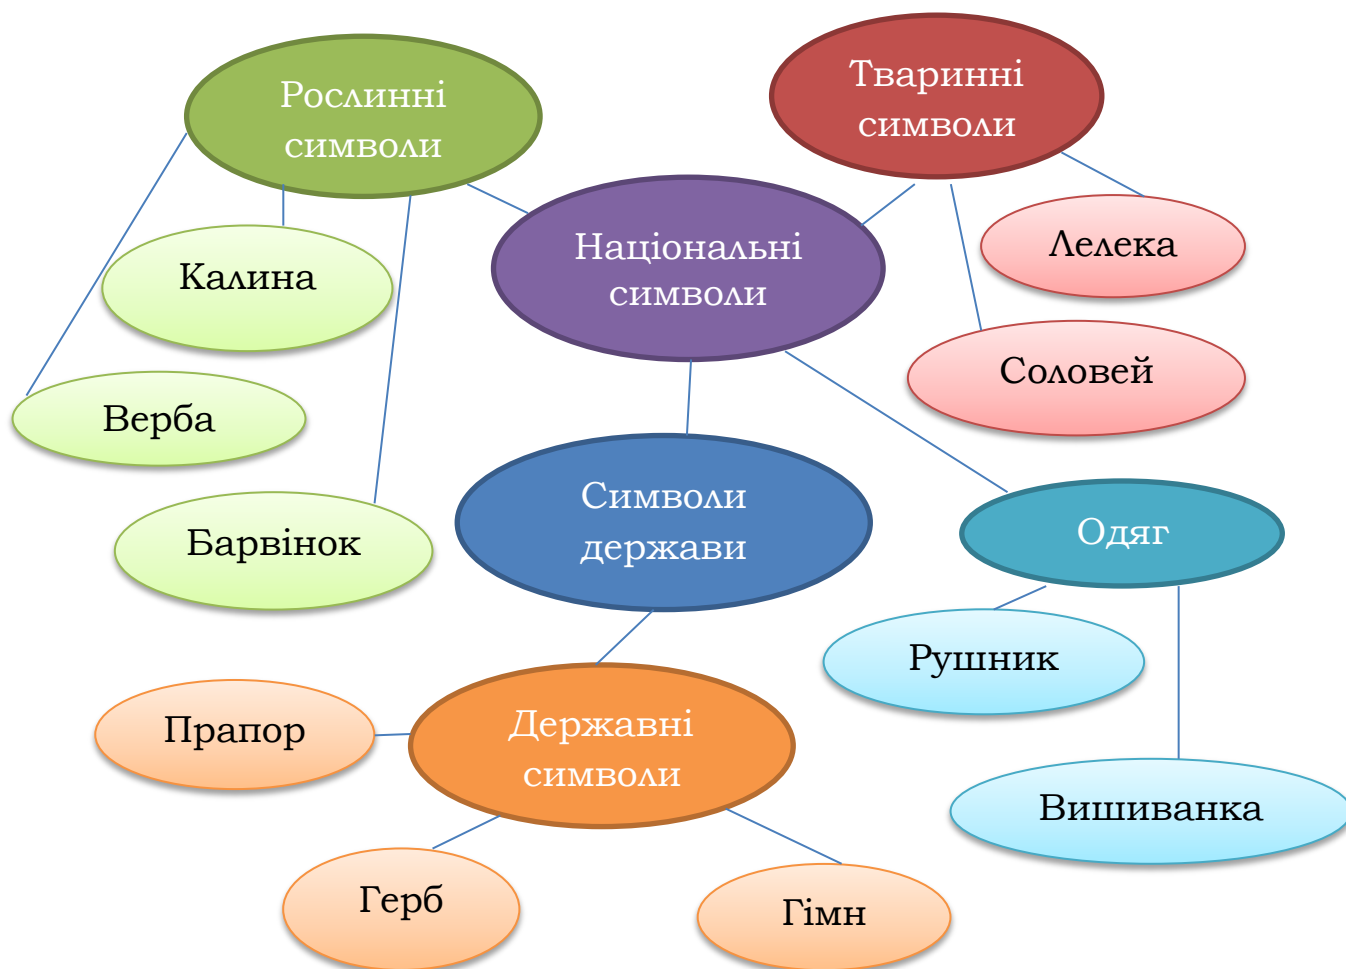 Рослинні
символи
Тваринні
символи
Національні
символи
Лелека
Калина
Соловей
Верба
Символи
держави
Одяг
Барвінок
Рушник
Прапор
Державні
символи
Вишиванка
Герб
Гімн